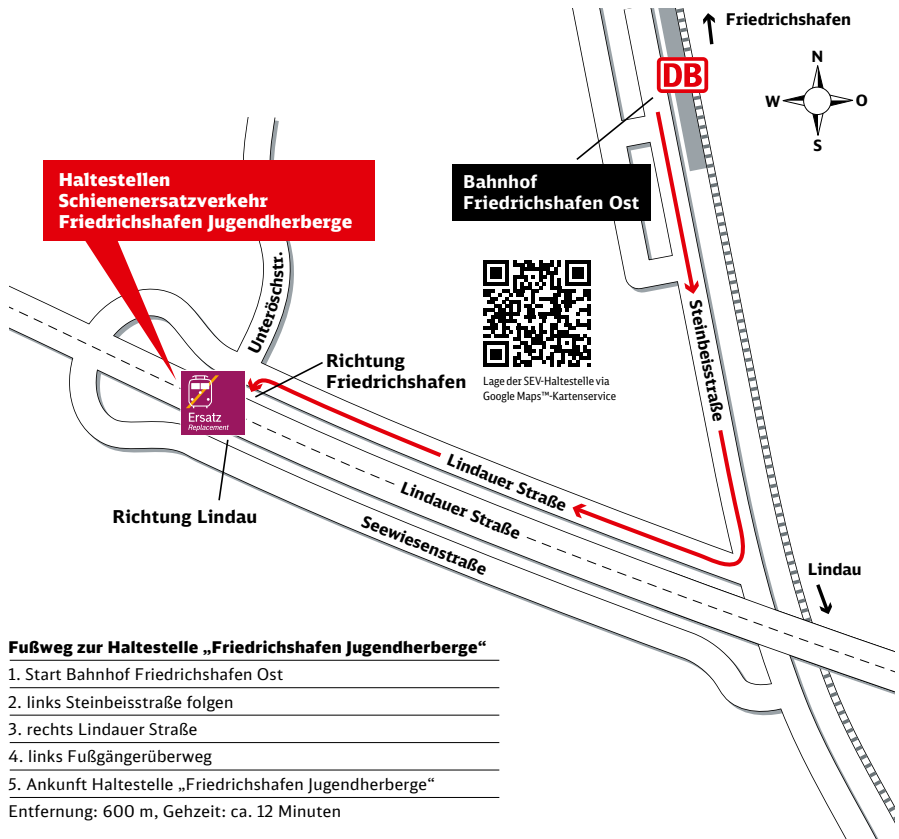 Friedrichshafen
DB
N
W
O
S
Haltestellen
Schienenersatzverkehr
Friedrichshafen Jugendherberge
Bahnhof
Friedrichshafen Ost
Unteröschstr.
Steinbeisstraße
Lage der SEV-Haltestelle via
Google Maps™-Kartenservice
Richtung
Friedrichshafen
Ersatz
Replacement
Lindauer Straße
Lindauer Straße
Seewiesenstraße
Richtung Lindau
Lindau
Fußweg zur Haltestelle „Friedrichshafen Jugendherberge“
1. Start Bahnhof Friedrichshafen Ost
2. links Steinbeisstraße folgen
3. rechts Lindauer Straße
4. links Fußgängerüberweg
5. Ankunft Haltestelle „Friedrichshafen Jugendherberge“
Entfernung: 600 m, Gehzeit: ca. 12 Minuten